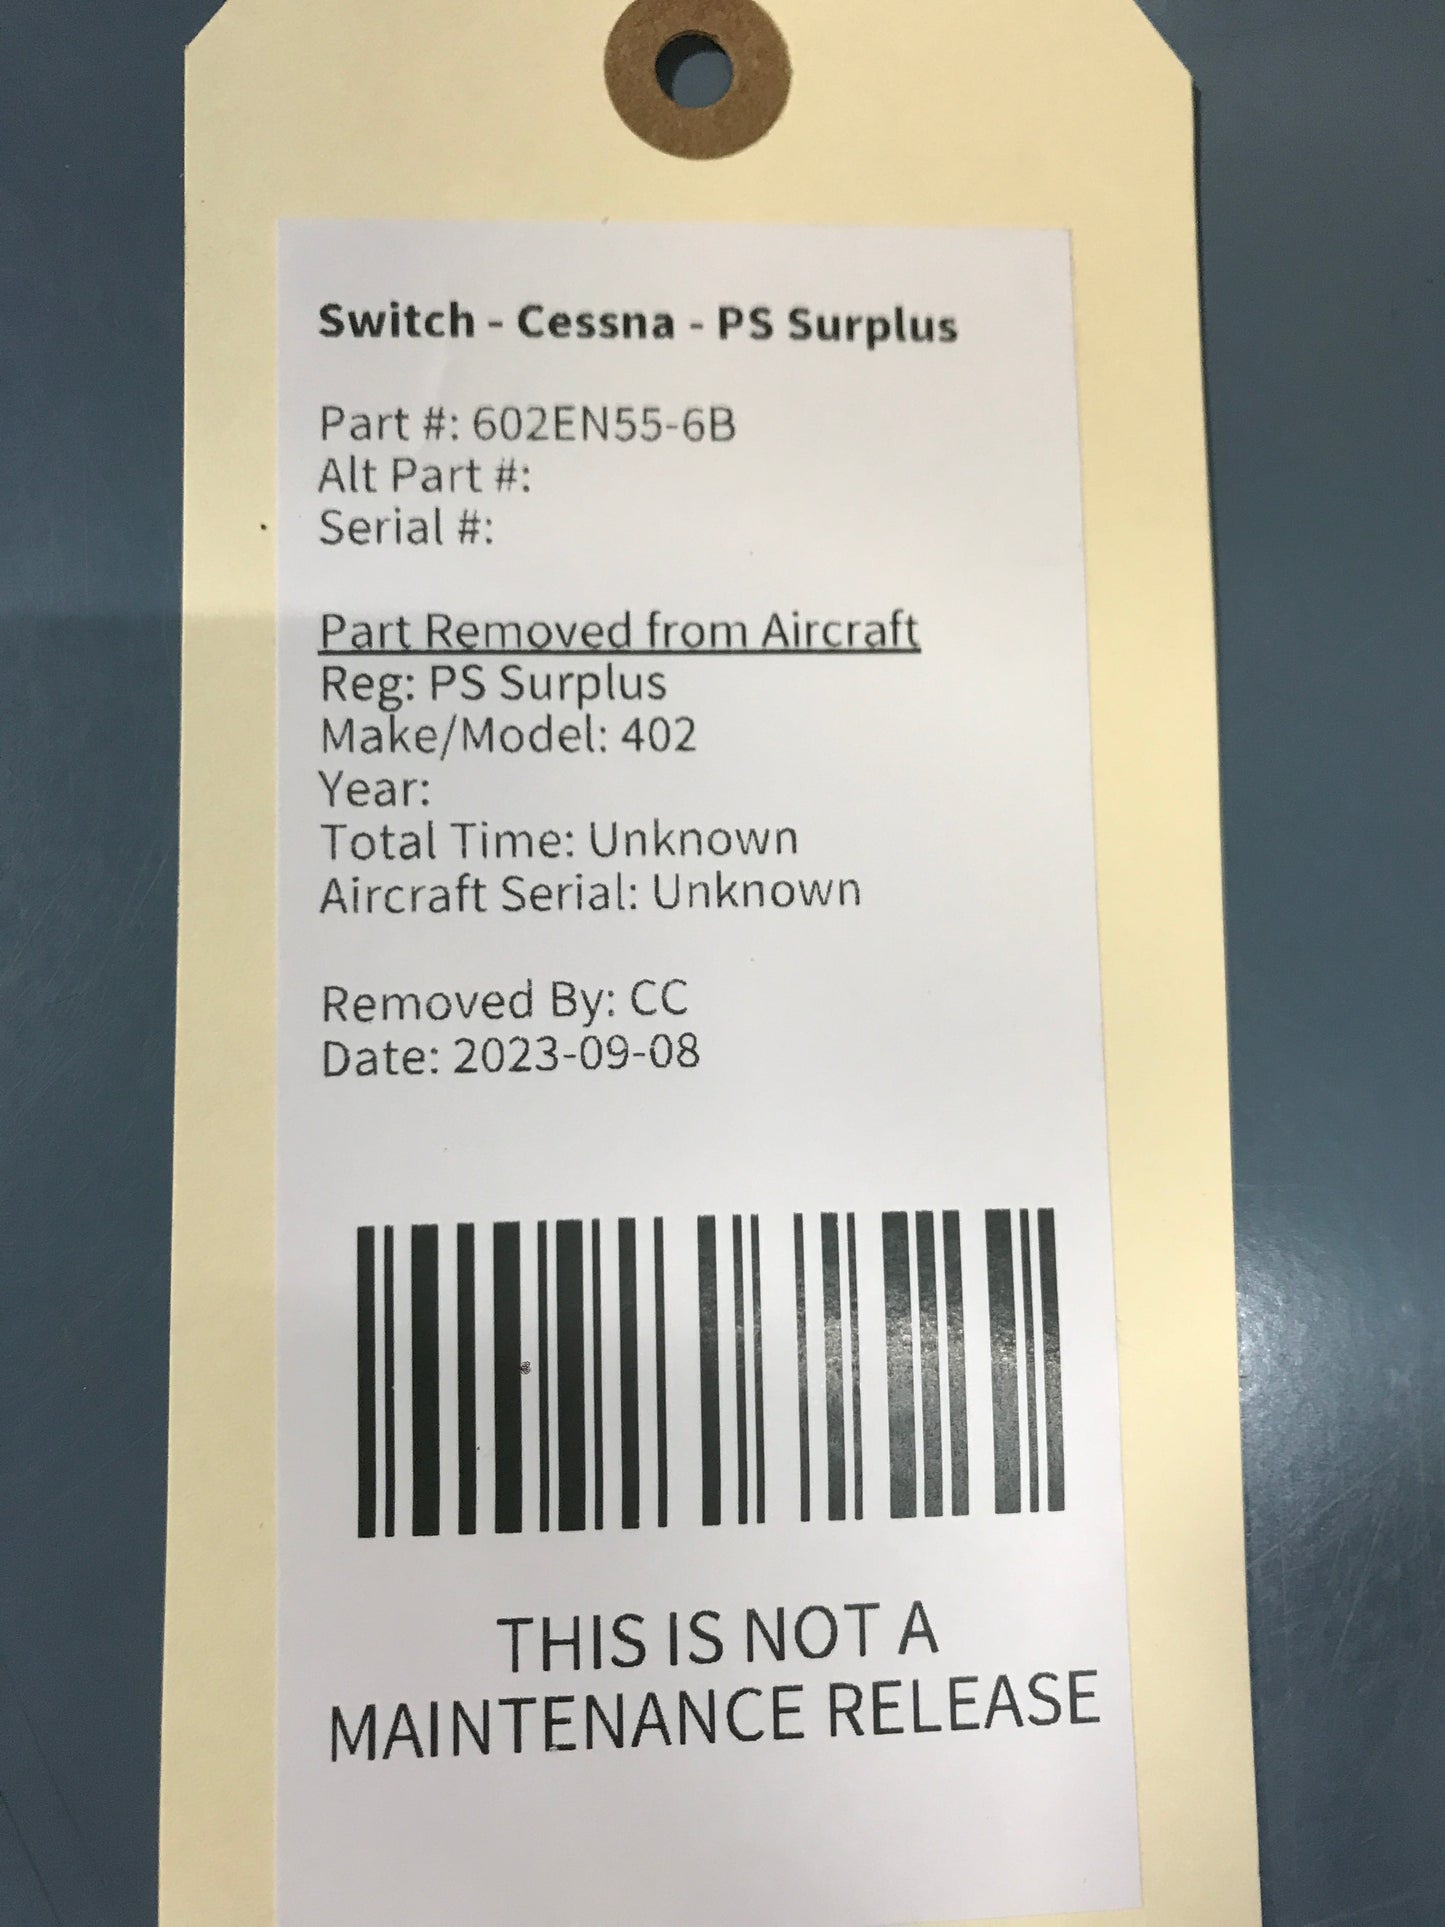 Switch - Cessna - PS Surplus
Part #: 602EN55-6B
Alt Part #:
Serial #:
Part Removed from Aircraft
Reg: PS Surplus
Make/Model: 402
Year:
Total Time: Unknown
Aircraft Serial: Unknown
Removed By: CC
Date: 2023-09-08
THIS IS NOT A
MAINTENANCE RELEASE